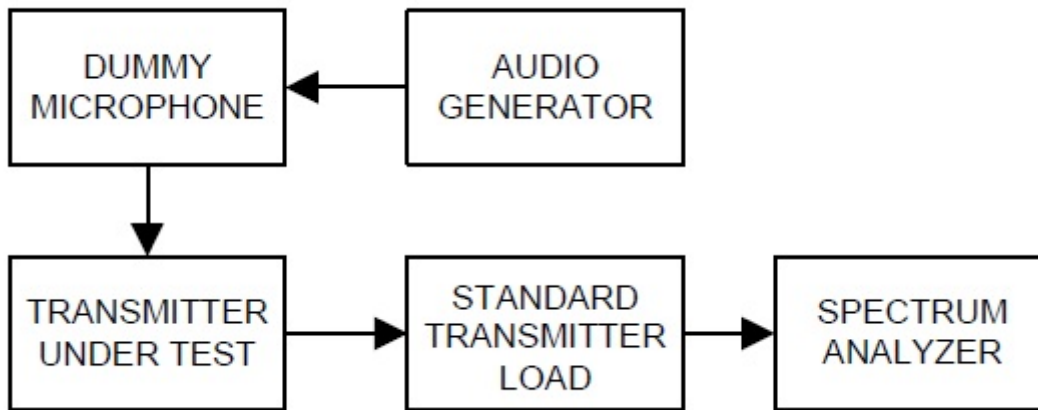 DUMMY
MICROPHONE
AUDIO
GENERATOR
TRANSMITTER
UNDER TEST
STANDARD
TRANSMITTER
LOAD
SPECTRUM
ANALYZER